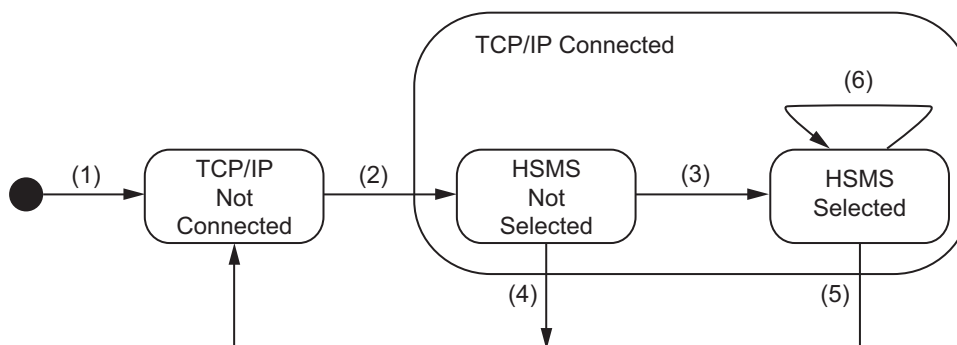 TCP/IP Connected
(6)
(1)
TCP/IP
Not
Connected
(2)
HSMS
Not
Selected
(3)
HSMS
Selected
(4)
(5)